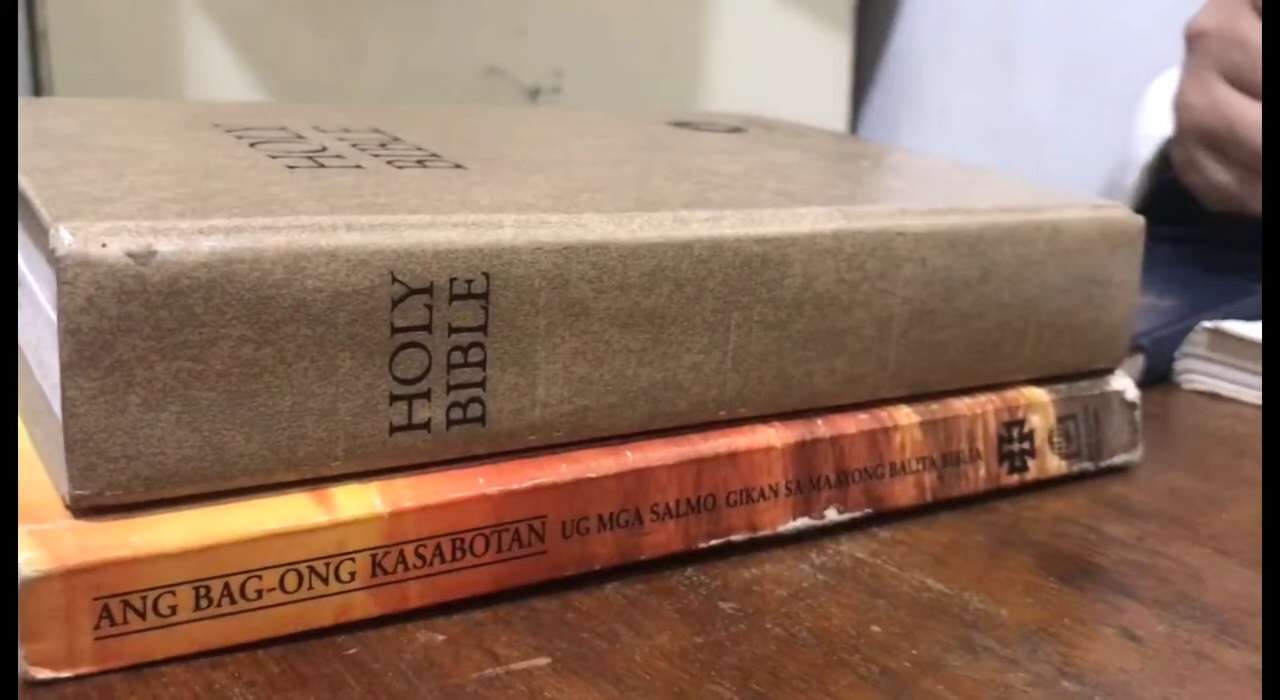 HOLY
BIBLE
HOLY
BIBLE
ANG BAG-ONG KASABOTAN UG MGA SALMO GIKAN SA MAAYONG BALITA BIBLIA